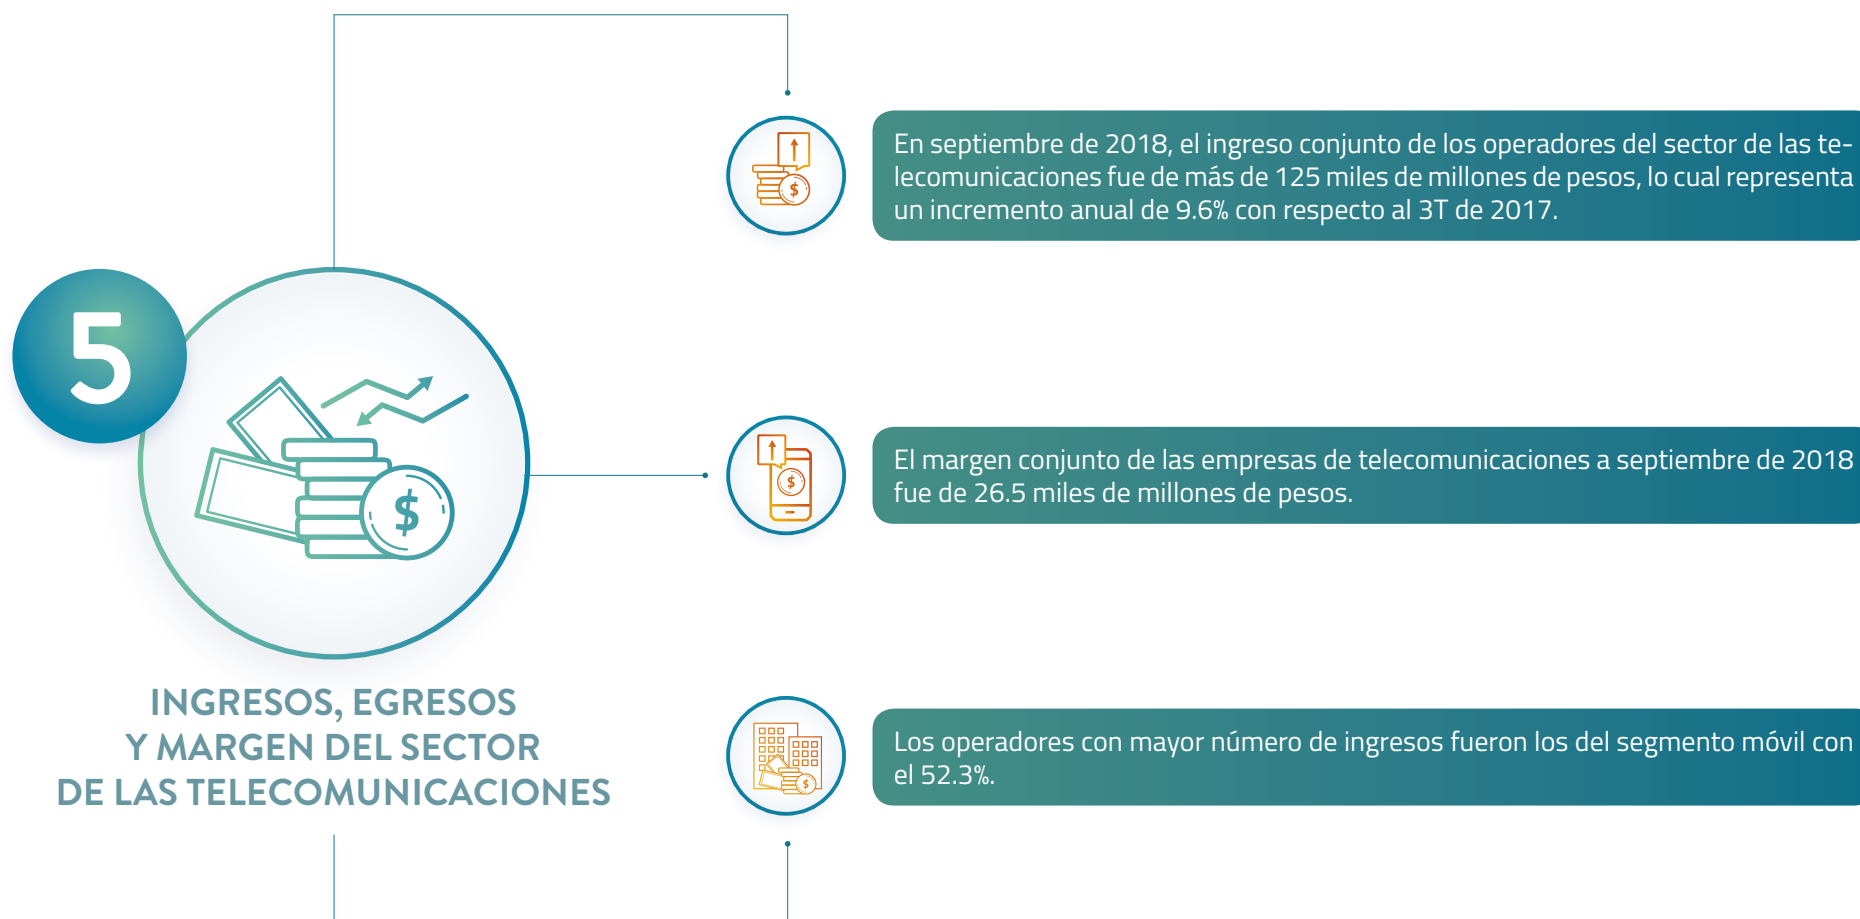 5
INGRESOS, EGRESOS
Y MARGEN DEL SECTOR
DE LAS TELECOMUNICACIONES
$
En septiembre de 2018, el ingreso conjunto de los operadores del sector de las te-
lecomunicaciones fue de más de 125 miles de millones de pesos, lo cual representa
un incremento anual de 9.6% con respecto al 3T de 2017.
$
El margen conjunto de las empresas de telecomunicaciones a septiembre de 2018
fue de 26.5 miles de millones de pesos.
$
Los operadores con mayor número de ingresos fueron los del segmento móvil con
el 52.3%.
$